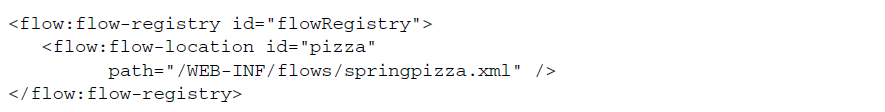 <flow:flow-registry id="flowRegistry">
   <flow:flow-location id="pizza"
         path="/WEB-INF/flows/springpizza.xml" />
</flow:flow-registry>